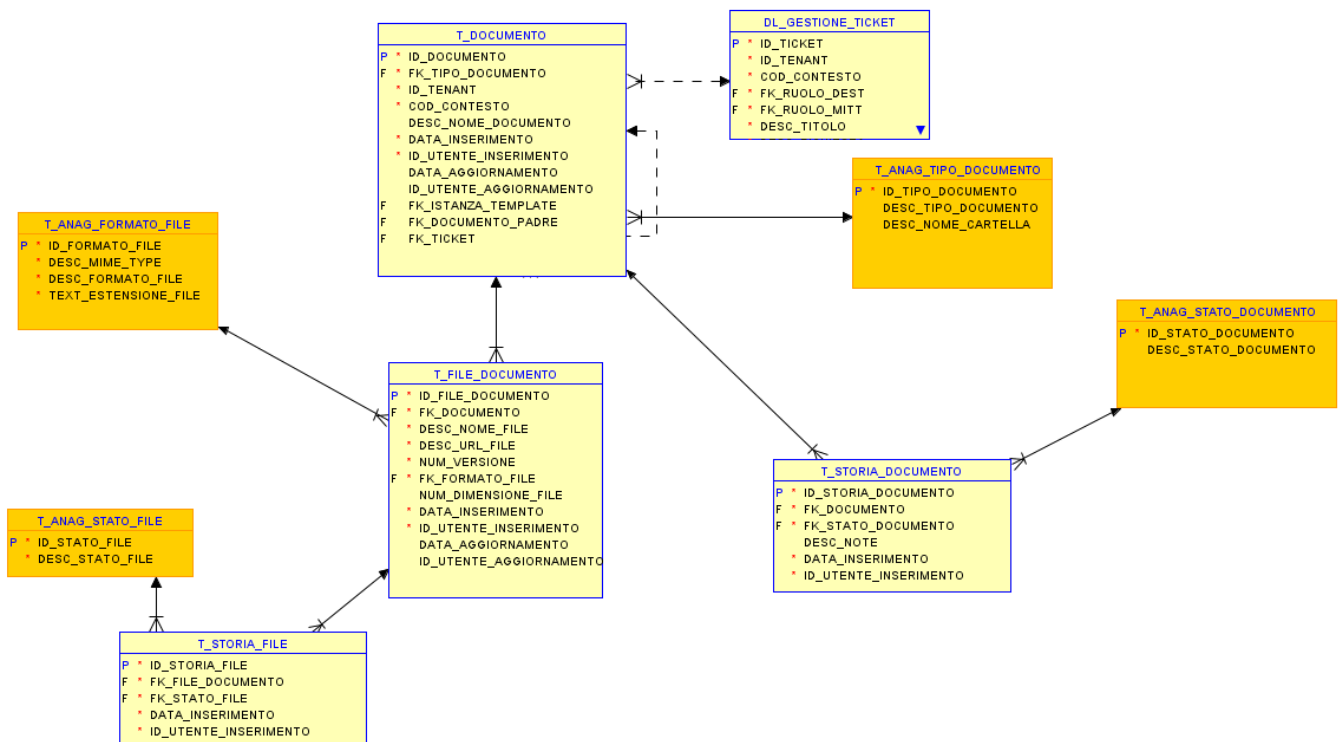 T_DOCUMENTO
P * ID_DOCUMENTO
F * FK_TIPO_DOCUMENTO
* ID_TENANT
* COD_CONTESTO
DESC_NOME_DOCUMENTO
* DATA_INSERIMENTO
* ID_UTENTE_INSERIMENTO
DATA_AGGIORNAMENTO
ID_UTENTE_AGGIORNAMENTO
F FK_ISTANZA_TEMPLATE
F FK_DOCUMENTO_PADRE
F FK_TICKET
DL_GESTIONE_TICKET
P * ID_TICKET
* ID_TENANT
* COD_CONTESTO
F * FK_RUOLO_DEST
F * FK_RUOLO_MITT
* DESC_TITOLO
T_ANAG_TIPO_DOCUMENTO
P * ID_TIPO_DOCUMENTO
DESC_TIPO_DOCUMENTO
DESC_NOME_CARTELLA
T_ANAG_FORMATO_FILE
P * ID_FORMATO_FILE
* DESC_MIME_TYPE
* DESC_FORMATO_FILE
* TEXT_ESTENSIONE_FILE
T_ANAG_STATO_DOCUMENTO
P * ID_STATO_DOCUMENTO
DESC_STATO_DOCUMENTO
T_FILE_DOCUMENTO
P * ID_FILE_DOCUMENTO
F * FK_DOCUMENTO
* DESC_NOME_FILE
* DESC_URL_FILE
* NUM_VERSIONE
F * FK_FORMATO_FILE
NUM_DIMENSIONE_FILE
* DATA_INSERIMENTO
* ID_UTENTE_INSERIMENTO
DATA_AGGIORNAMENTO
ID_UTENTE_AGGIORNAMENTO
T_STORIA_DOCUMENTO
P * ID_STORIA_DOCUMENTO
F * FK_DOCUMENTO
F * FK_STATO_DOCUMENTO
DESC_NOTE
* DATA_INSERIMENTO
* ID_UTENTE_INSERIMENTO
T_ANAG_STATO_FILE
P * ID_STATO_FILE
* DESC_STATO_FILE
T_STORIA_FILE
P * ID_STORIA_FILE
F * FK_FILE_DOCUMENTO
F * FK_STATO_FILE
* DATA_INSERIMENTO
* ID_UTENTE_INSERIMENTO